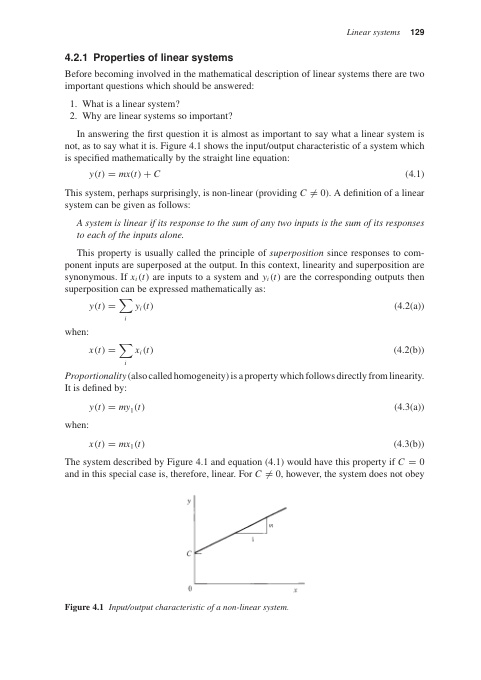 Linear systems 129
4.2.1 Properties of linear systems
Before becoming involved in the mathematical description of linear systems there are two
important questions which should be answered:
1. What is a linear system?
2. Why are linear systems so important?
In answering the first question it is almost as important to say what a linear system is
not, as to say what it is. Figure 4.1 shows the input/output characteristic of a system which
is specified mathematically by the straight line equation:
y(t) = mx(t) + C (4.1)
This system, perhaps surprisingly, is non-linear (providing C ≠ 0). A definition of a linear
system can be given as follows:
A system is linear if its response to the sum of any two inputs is the sum of its responses
to each of the inputs alone.
This property is usually called the principle of superposition since responses to com-
ponent inputs are superposed at the output. In this context, linearity and superposition are
synonymous. If xᵢ(t) are inputs to a system and yᵢ(t) are the corresponding outputs then
superposition can be expressed mathematically as:
y(t) = ∑ yᵢ(t) (4.2(a))
i
when:
x(t) = ∑ xᵢ(t) (4.2(b))
i
Proportionality (also called homogeneity) is a property which follows directly from linearity.
It is defined by:
y(t) = my₁(t) (4.3(a))
when:
x(t) = mx₁(t) (4.3(b))
The system described by Figure 4.1 and equation (4.1) would have this property if C = 0
and in this special case is, therefore, linear. For C ≠ 0, however, the system does not obey
y
m
1
C
0 x
Figure 4.1 Input/output characteristic of a non-linear system.